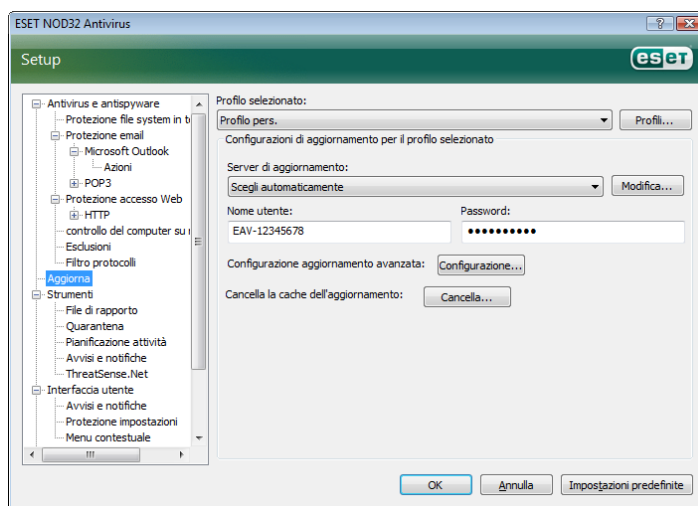 ESET NOD32 Antivirus
Setup
eset
Antivirus e antispyware
Protezione file system in t
Protezione email
Microsoft Outlook
Azioni
POP3
Protezione accesso Web
HTTP
controllo del computer su
Esclusioni
Filtro protocolli
Aggiorna
Strumenti
File di rapporto
Quarantena
Pianificazione attività
Avvisi e notifiche
ThreatSense.Net
Interfaccia utente
Avvisi e notifiche
Protezione impostazioni
Menu contestuale
Profilo selezionato:
Profilo pers.
Profili...
Configurazioni di aggiornamento per il profilo selezionato
Server di aggiornamento:
Scegli automaticamente
Modifica...
Nome utente:
Password:
EAV-12345678
••••••••••
Configurazione aggiornamento avanzata:
Configurazione...
Cancella la cache dell'aggiornamento:
Cancella...
OK
Annulla
Impostazioni predefinite